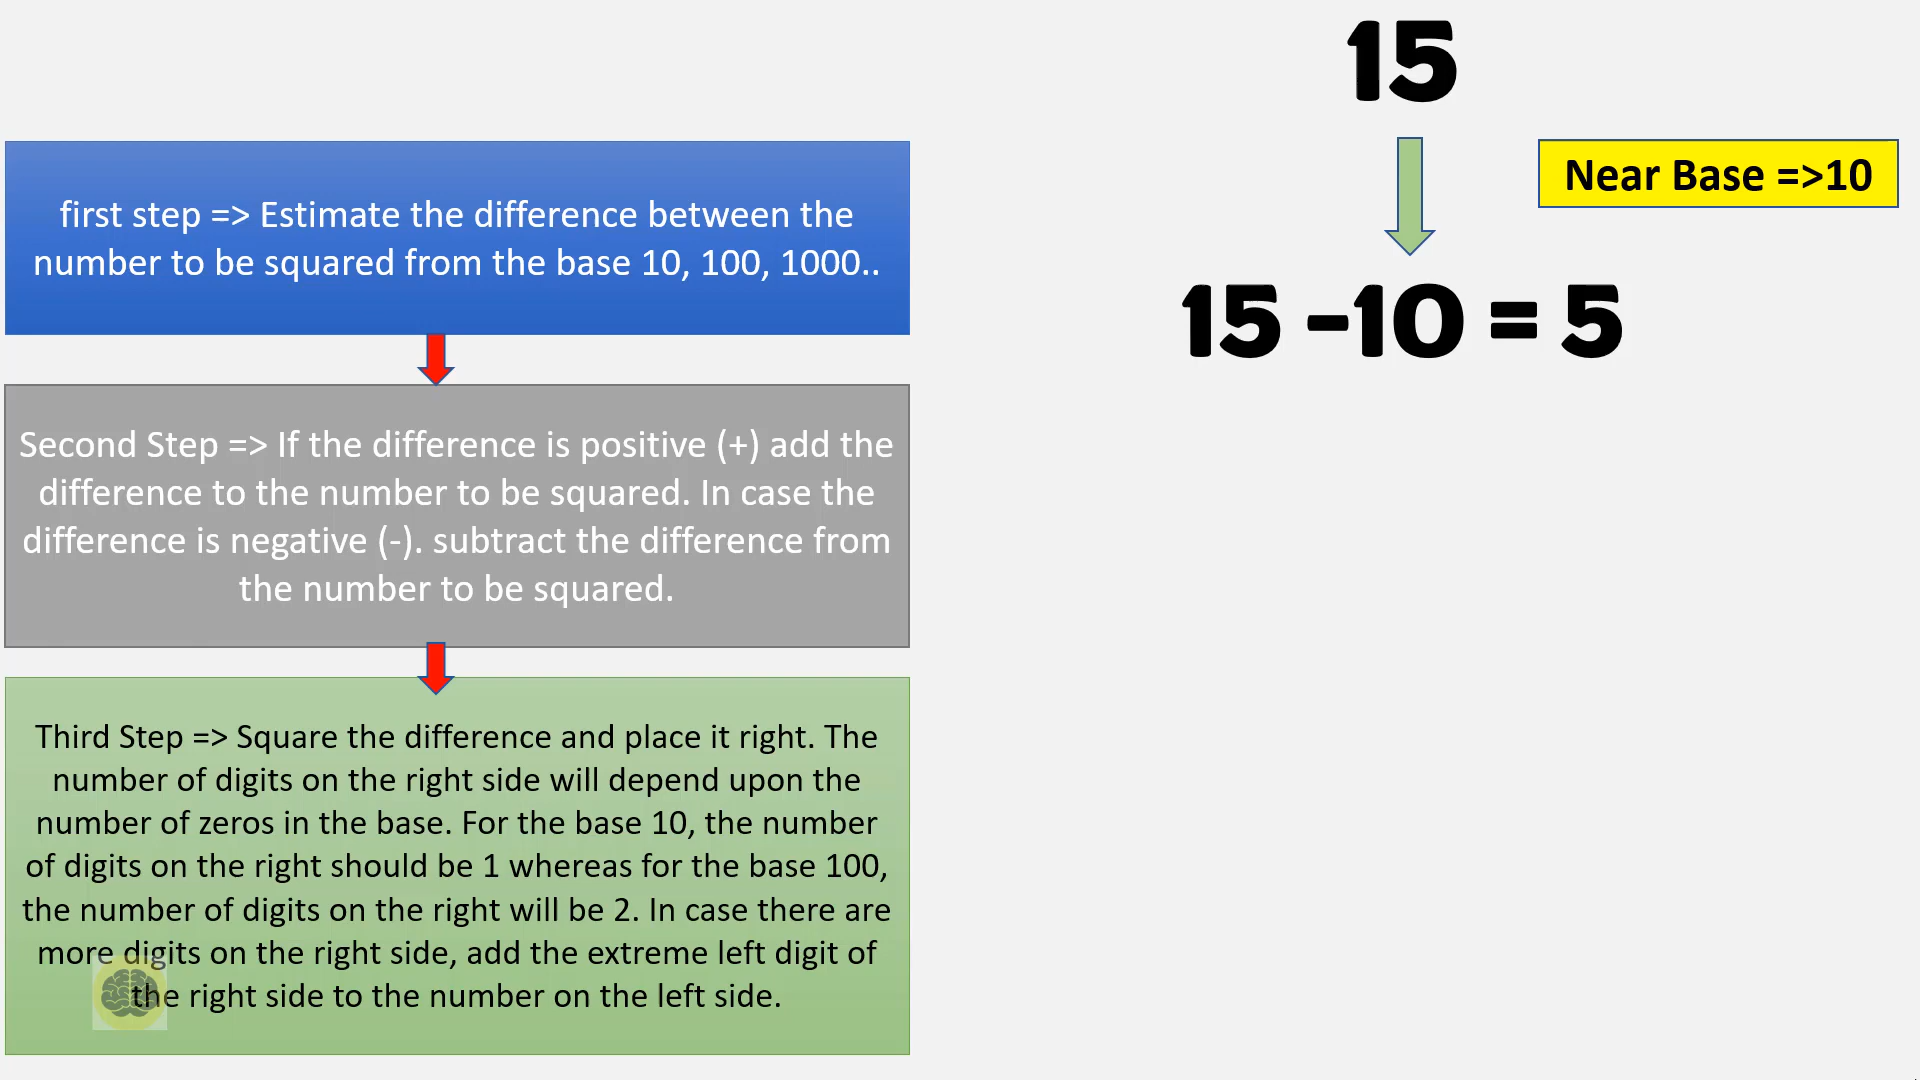 15
Near Base =>10
15 -10 = 5
first step => Estimate the difference between the
number to be squared from the base 10, 100, 1000..
Second Step => If the difference is positive (+) add the
difference to the number to be squared. In case the
difference is negative (-). subtract the difference from
the number to be squared.
Third Step => Square the difference and place it right. The
number of digits on the right side will depend upon the
number of zeros in the base. For the base 10, the number
of digits on the right should be 1 whereas for the base 100,
the number of digits on the right will be 2. In case there are
more digits on the right side, add the extreme left digit of
the right side to the number on the left side.